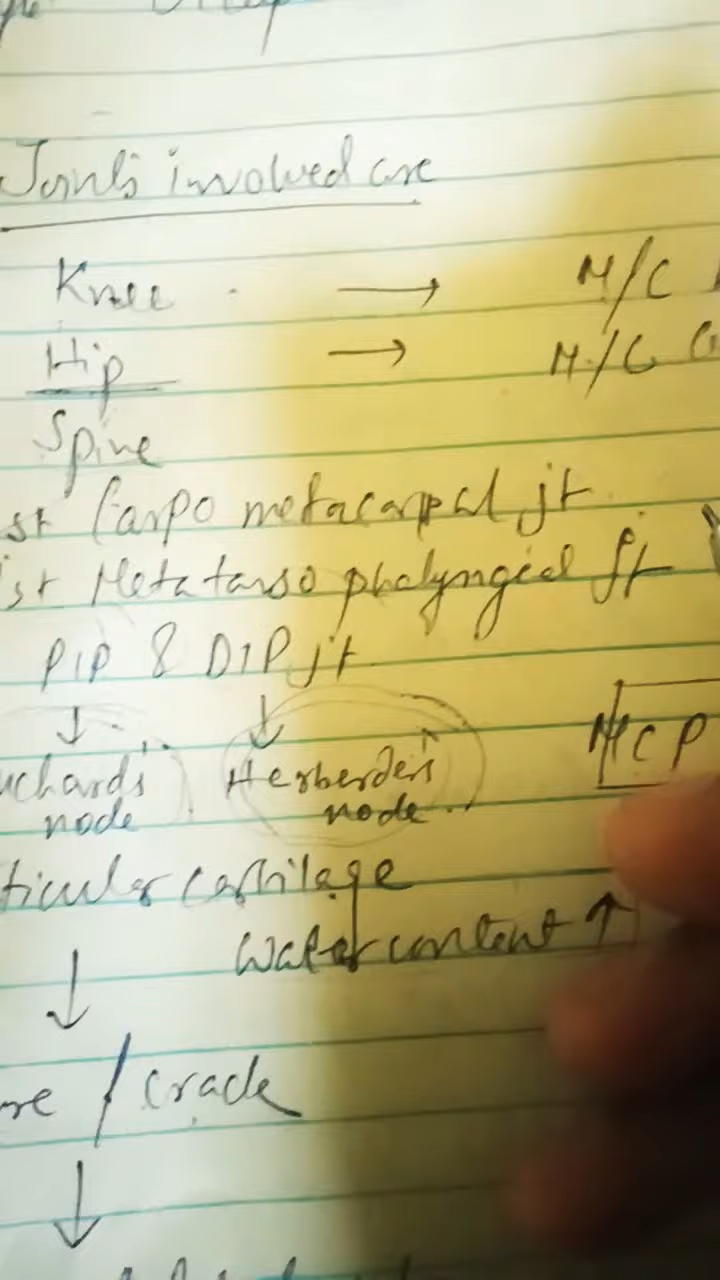 Joints involved are
Knee → M/C
Hip → M/C
Spine
st Carpo metacarpal jt
1st Metatarso phalyngeal jt
PIP & DIP jt
↓ ↓
uchards Herberden's MCP
node node
ticular cartilage
Water content ↑
↓
re / crack
↓